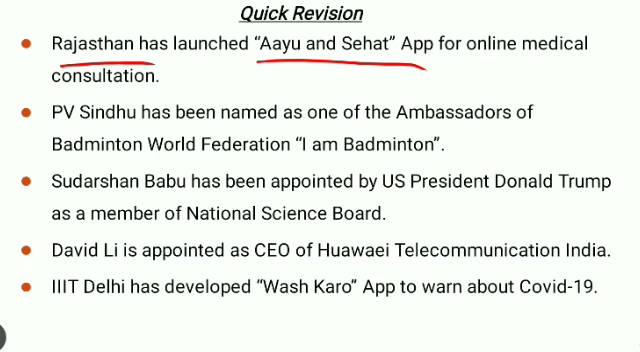 Quick Revision
• Rajasthan has launched “Aayu and Sehat” App for online medical
consultation.
• PV Sindhu has been named as one of the Ambassadors of
Badminton World Federation “I am Badminton”.
• Sudarshan Babu has been appointed by US President Donald Trump
as a member of National Science Board.
• David Li is appointed as CEO of Huawaei Telecommunication India.
• IIIT Delhi has developed “Wash Karo” App to warn about Covid-19.